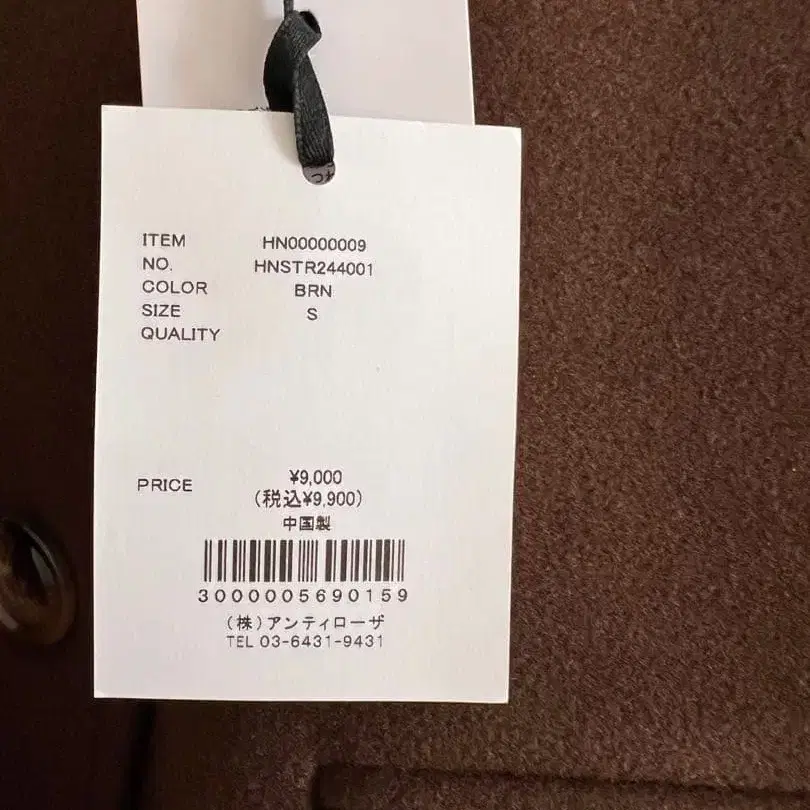 ITEM HN00000009
NO. HNSTR244001
COLOR BRN
SIZE S
QUALITY
PRICE ¥9,000
(税込¥9,900)
中国製
3000005690159
(株)アンティローザ
TEL 03-6431-9431